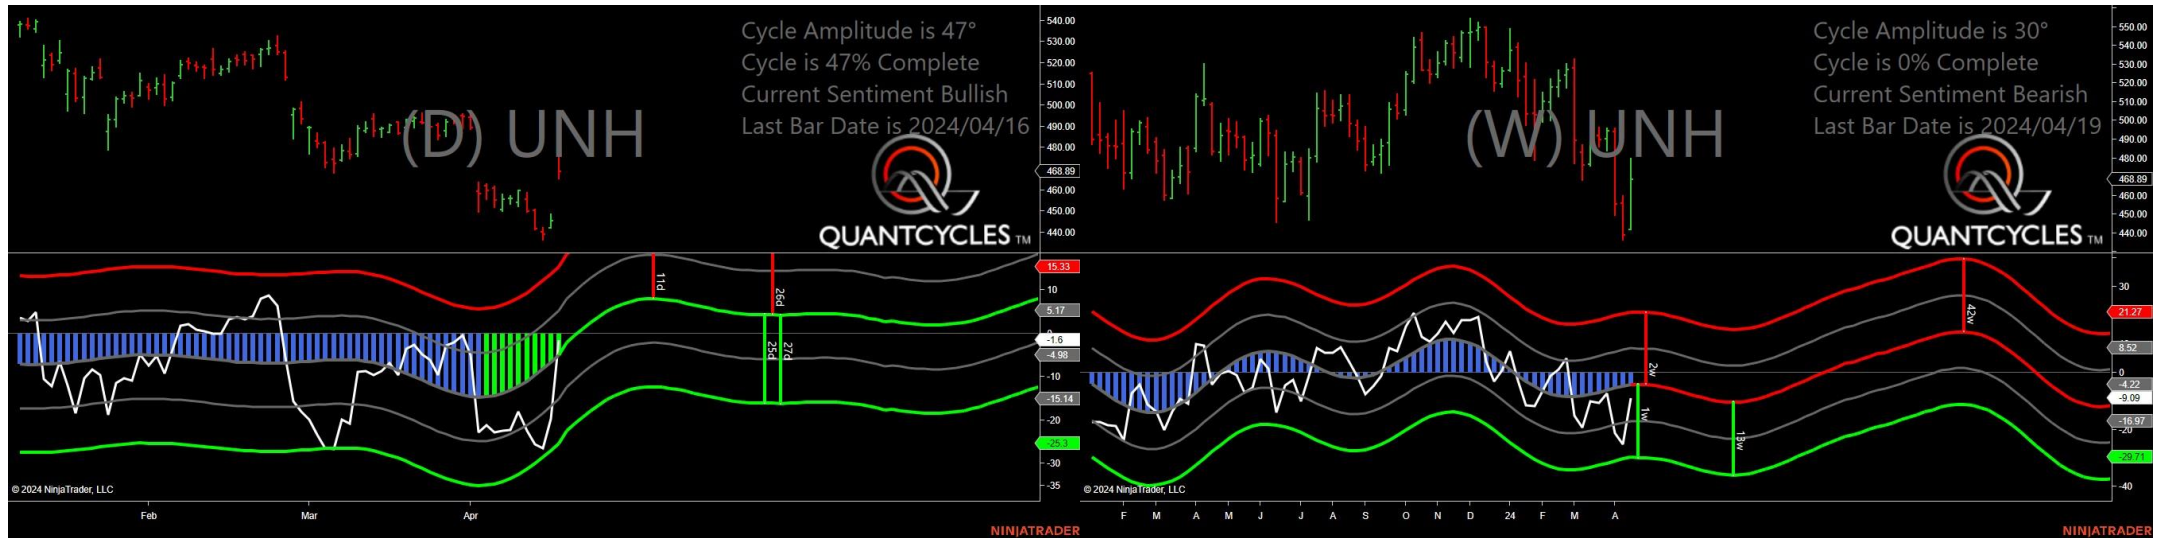 Cycle Amplitude is 47°
Cycle is 47% Complete
Current Sentiment Bullish
Last Bar Date is 2024/04/16
(D) UNH
QUANTCYCLES TM
540.00
530.00
520.00
510.00
500.00
490.00
480.00
468.89
460.00
450.00
440.00
15.33
10
5.17
0
-1.6
-4.98
-10
-15.14
-20
-25.3
-30
-35
11d
26d
25d
27d
© 2024 NinjaTrader, LLC
Feb
Mar
Apr
NINJATRADER
Cycle Amplitude is 30°
Cycle is 0% Complete
Current Sentiment Bearish
Last Bar Date is 2024/04/19
(W) UNH
QUANTCYCLES TM
550.00
540.00
530.00
520.00
510.00
500.00
490.00
480.00
468.89
460.00
450.00
440.00
30
21.27
8.52
0
-4.22
-9.09
-16.97
-20
-29.71
-40
2w
1w
13w
42w
© 2024 NinjaTrader, LLC
F
M
A
M
J
J
A
S
O
N
D
24
F
M
A
NINJATRADER